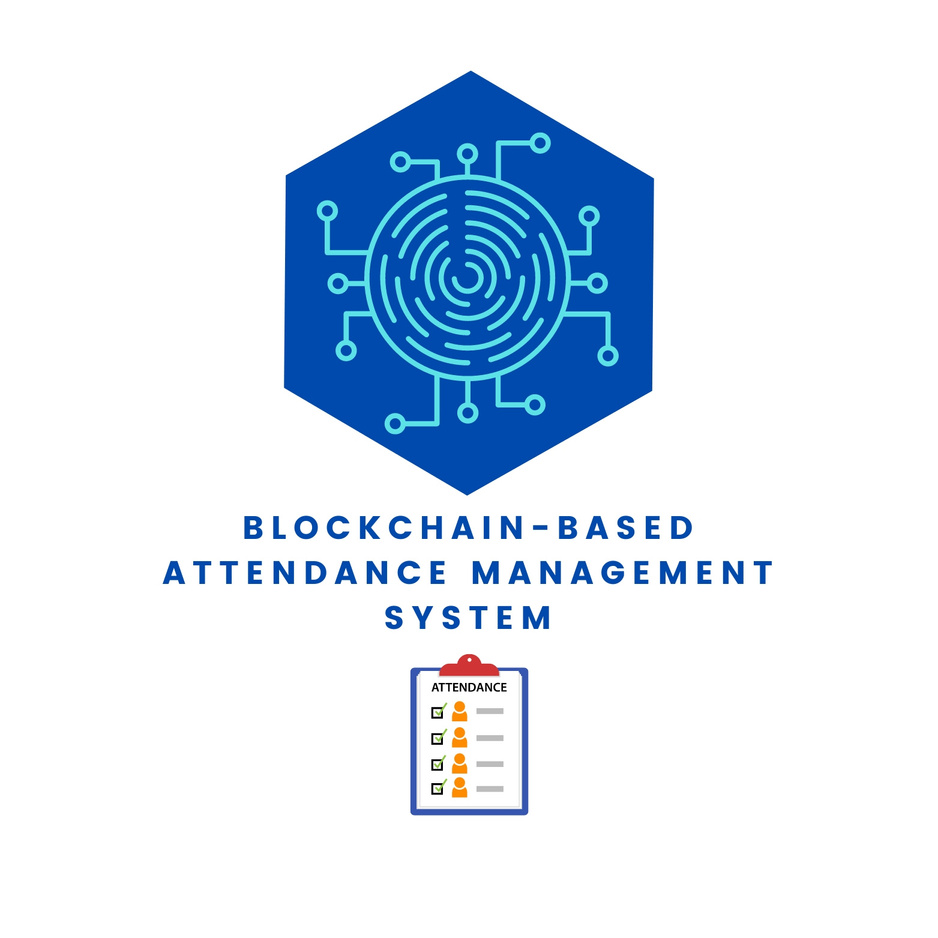 BLOCKCHAIN-BASED
ATTENDANCE MANAGEMENT
SYSTEM
ATTENDANCE